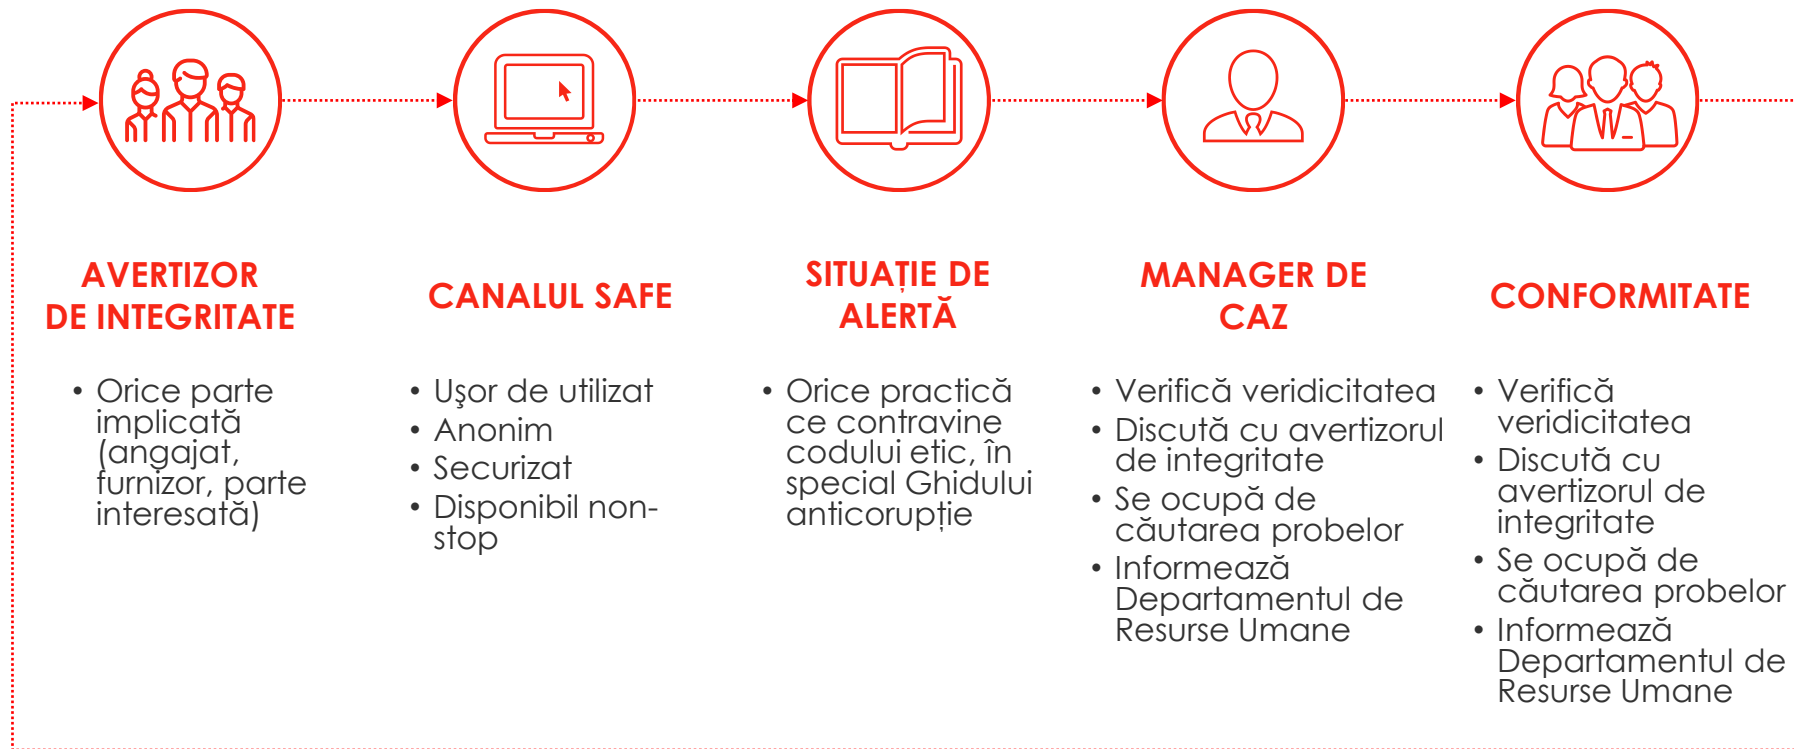 AVERTIZOR
DE INTEGRITATE
• Orice parte
implicată
(angajat,
furnizor, parte
interesată)
CANALUL SAFE
• Uşor de utilizat
• Anonim
• Securizat
• Disponibil non-
stop
SITUAȚIE DE
ALERTĂ
• Orice practică
ce contravine
codului etic, în
special Ghidului
anticorupție
MANAGER DE
CAZ
• Verifică veridicitatea
• Discută cu avertizorul
de integritate
• Se ocupă de
căutarea probelor
• Informează
Departamentul de
Resurse Umane
CONFORMITATE
• Verifică
veridicitatea
• Discută cu
avertizorul de
integritate
• Se ocupă de
căutarea probelor
• Informează
Departamentul de
Resurse Umane